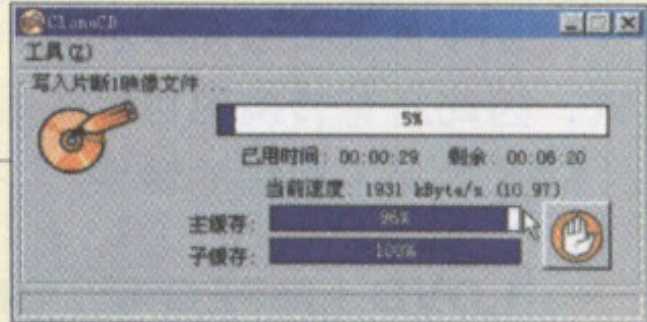 CloneCD
工具(Z)
写入片断1映像文件...
5%
已用时间: 00:00:29 剩余: 00:06:20
当前速度: 1931 kByte/s (10.97)
主缓存: 96%
子缓存: 100%